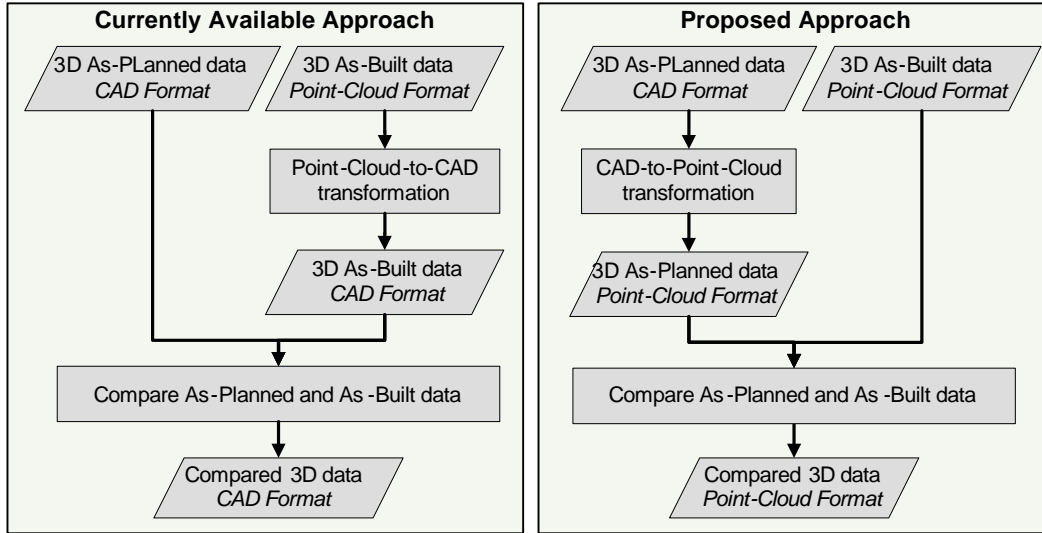 Currently Available Approach
3D As-PLanned data
CAD Format
3D As-Built data
Point-Cloud Format
Point-Cloud-to-CAD
transformation
3D As-Built data
CAD Format
Compare As-Planned and As-Built data
Compared 3D data
CAD Format
Proposed Approach
3D As-PLanned data
CAD Format
3D As-Built data
Point-Cloud Format
CAD-to-Point-Cloud
transformation
3D As-Planned data
Point-Cloud Format
Compare As-Planned and As-Built data
Compared 3D data
Point-Cloud Format